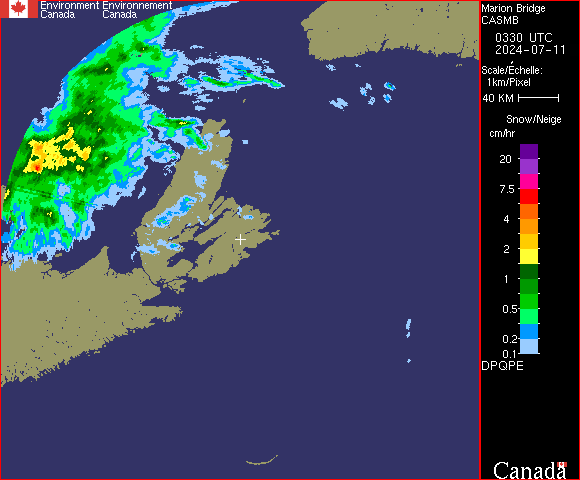 Environment Environnement
Canada Canada
Marion Bridge
CASMB
0330 UTC
2024-07-11
Scale/Echelle:
1km/Pixel
40 KM
Snow/Neige
cm/hr
20
7.5
4
2
1
0.5
0.2
0.1
DPQPE
Canada